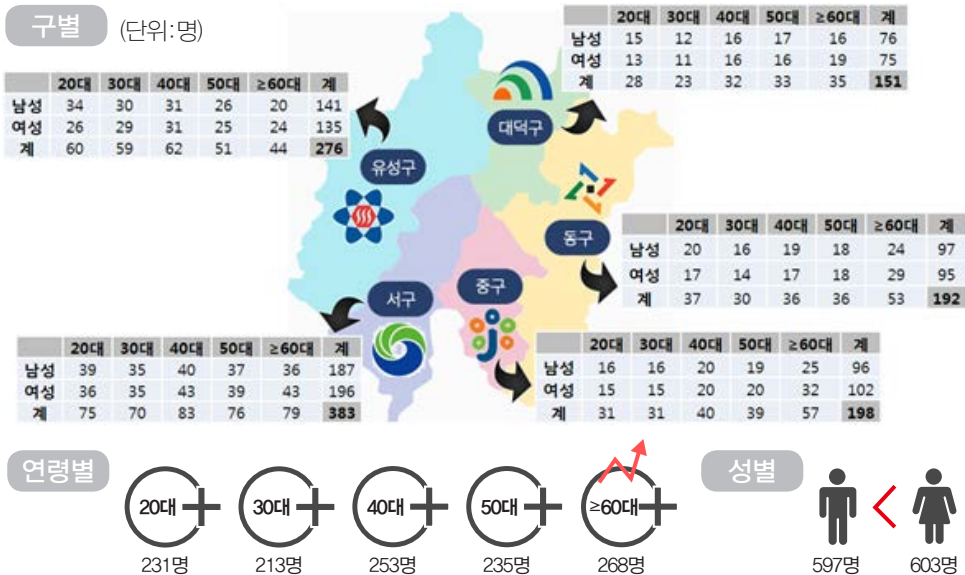 구별 (단위:명)
20대 30대 40대 50대 ≥60대 계
남성 15 12 16 17 16 76
여성 13 11 16 16 19 75
계 28 23 32 33 35 151
20대 30대 40대 50대 ≥60대 계
남성 34 30 31 26 20 141
여성 26 29 31 25 24 135
계 60 59 62 51 44 276
대덕구
유성구
동구
20대 30대 40대 50대 ≥60대 계
남성 20 16 19 18 24 97
여성 17 14 17 18 29 95
계 37 30 36 36 53 192
서구
중구
20대 30대 40대 50대 ≥60대 계
남성 39 35 40 37 36 187
여성 36 35 43 39 43 196
계 75 70 83 76 79 383
20대 30대 40대 50대 ≥60대 계
남성 16 16 20 19 25 96
여성 15 15 20 20 32 102
계 31 31 40 39 57 198
연령별
20대 30대 40대 50대 ≥60대
231명 213명 253명 235명 268명
성별
<
597명 603명